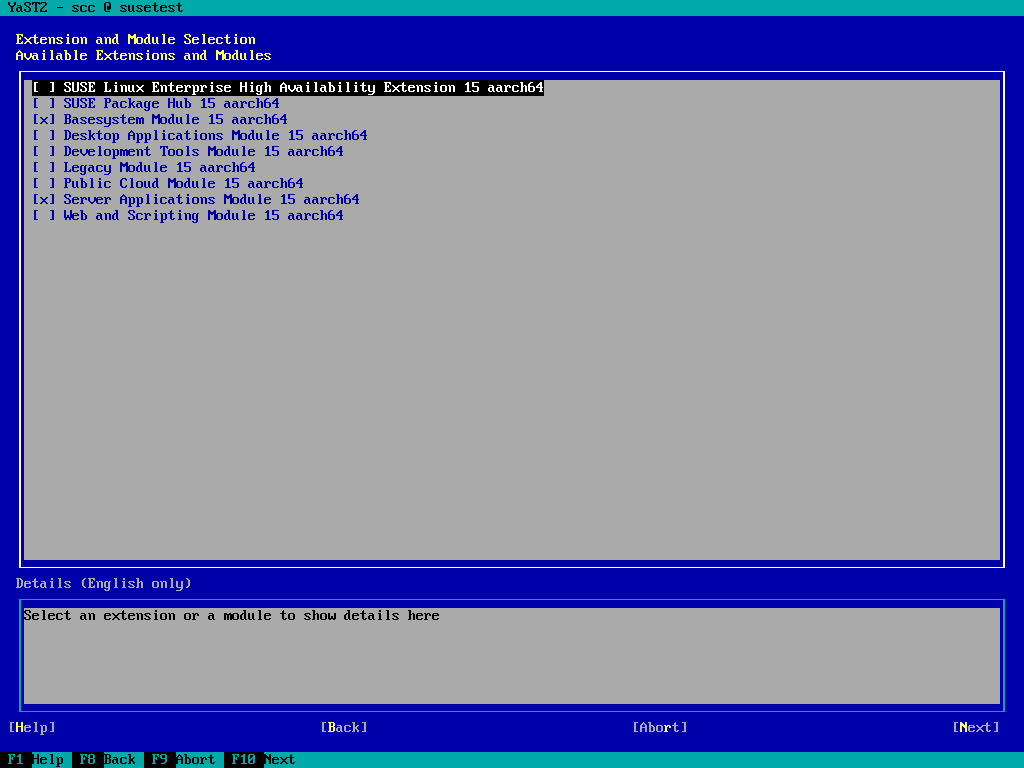 YaST2 - scc @ susetest
Extension and Module Selection
Available Extensions and Modules
[ ] SUSE Linux Enterprise High Availability Extension 15 aarch64
[ ] SUSE Package Hub 15 aarch64
[x] Basesystem Module 15 aarch64
[ ] Desktop Applications Module 15 aarch64
[ ] Development Tools Module 15 aarch64
[ ] Legacy Module 15 aarch64
[ ] Public Cloud Module 15 aarch64
[x] Server Applications Module 15 aarch64
[ ] Web and Scripting Module 15 aarch64
Details (English only)
Select an extension or a module to show details here
[Help] [Back] [Abort] [Next]
F1 Help F8 Back F9 Abort F10 Next